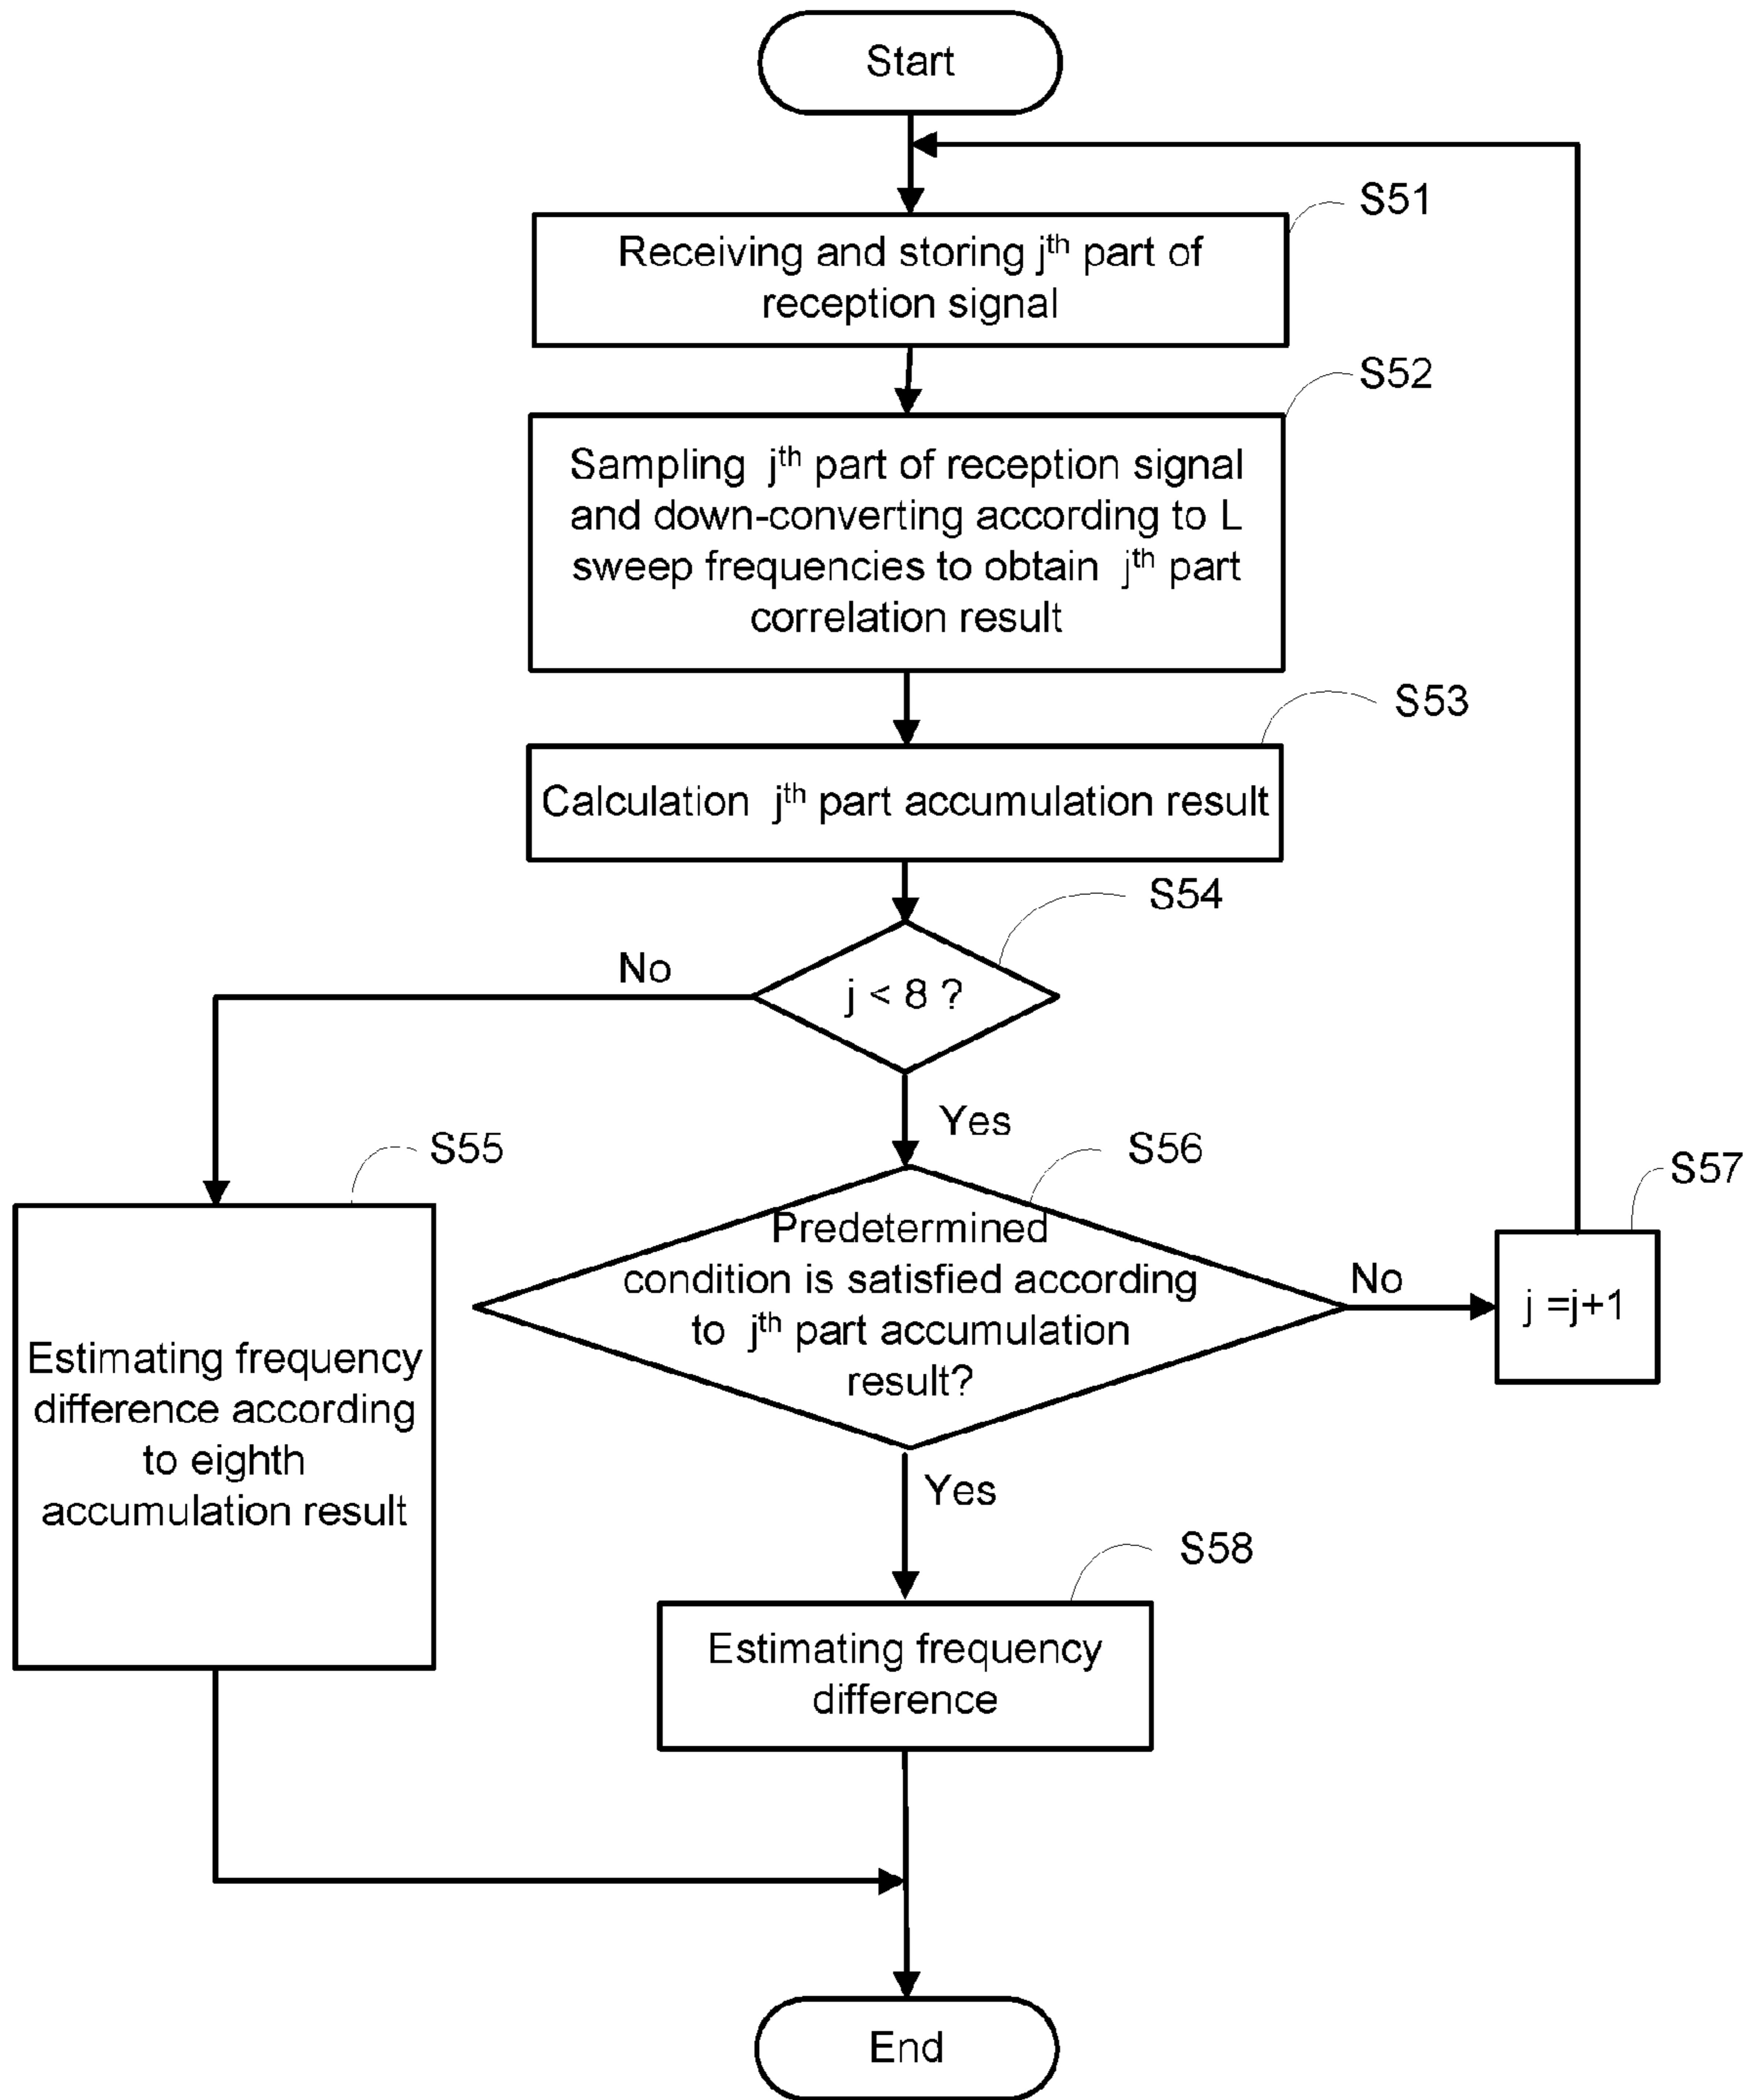 Start
S51
Receiving and storing jth part of
reception signal
S52
Sampling jth part of reception signal
and down-converting according to L
sweep frequencies to obtain jth part
correlation result
S53
Calculation jth part accumulation result
S54
No
j < 8 ?
Yes
S55
S56
S57
Predetermined
condition is satisfied according
to jth part accumulation
result?
No
j =j+1
Estimating frequency
difference according
to eighth
accumulation result
Yes
S58
Estimating frequency
difference
End